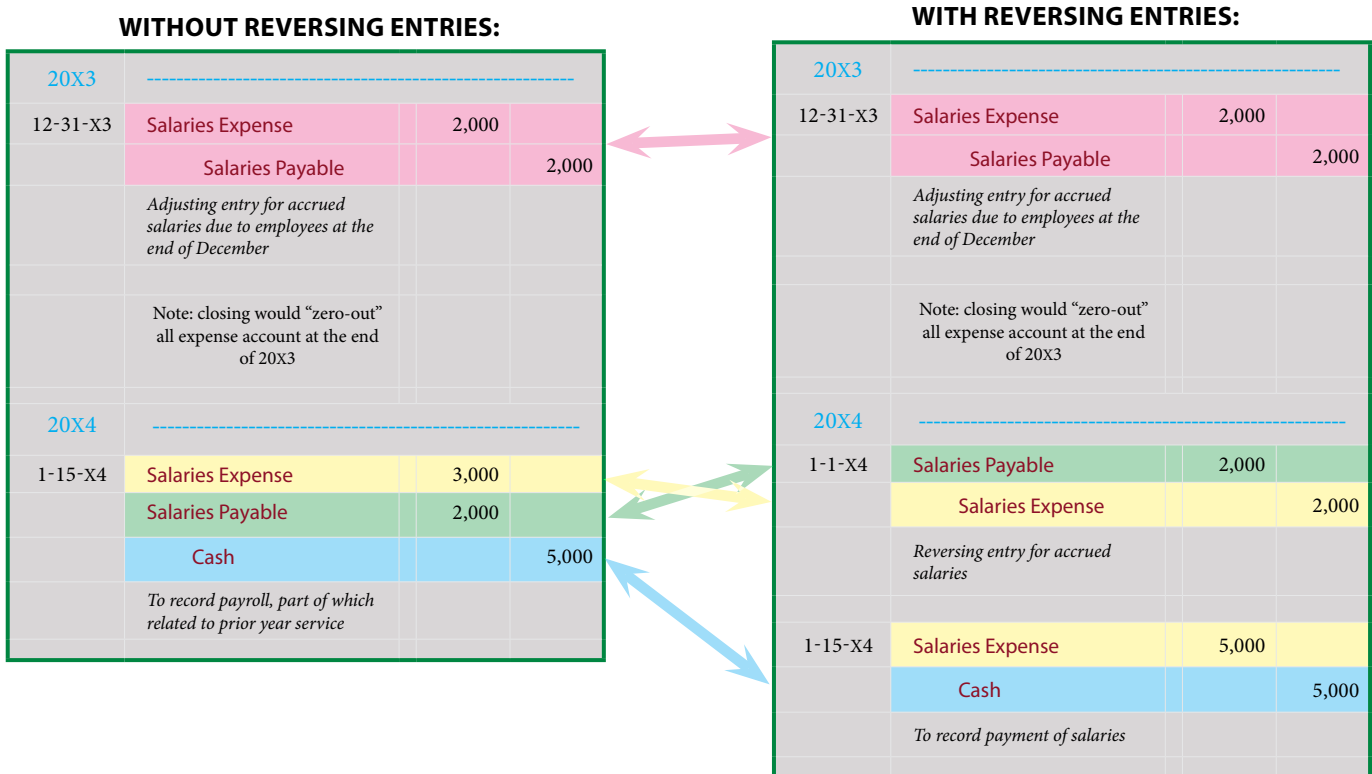 WITHOUT REVERSING ENTRIES:
20X3 ----------------------------------------------------------
12-31-X3 Salaries Expense 2,000
Salaries Payable 2,000
Adjusting entry for accrued
salaries due to employees at the
end of December
Note: closing would “zero-out”
all expense account at the end
of 20X3
20X4 ----------------------------------------------------------
1-15-X4 Salaries Expense 3,000
Salaries Payable 2,000
Cash 5,000
To record payroll, part of which
related to prior year service
WITH REVERSING ENTRIES:
20X3 ----------------------------------------------------------
12-31-X3 Salaries Expense 2,000
Salaries Payable 2,000
Adjusting entry for accrued
salaries due to employees at the
end of December
Note: closing would “zero-out”
all expense account at the end
of 20X3
20X4 ----------------------------------------------------------
1-1-X4 Salaries Payable 2,000
Salaries Expense 2,000
Reversing entry for accrued
salaries
1-15-X4 Salaries Expense 5,000
Cash 5,000
To record payment of salaries